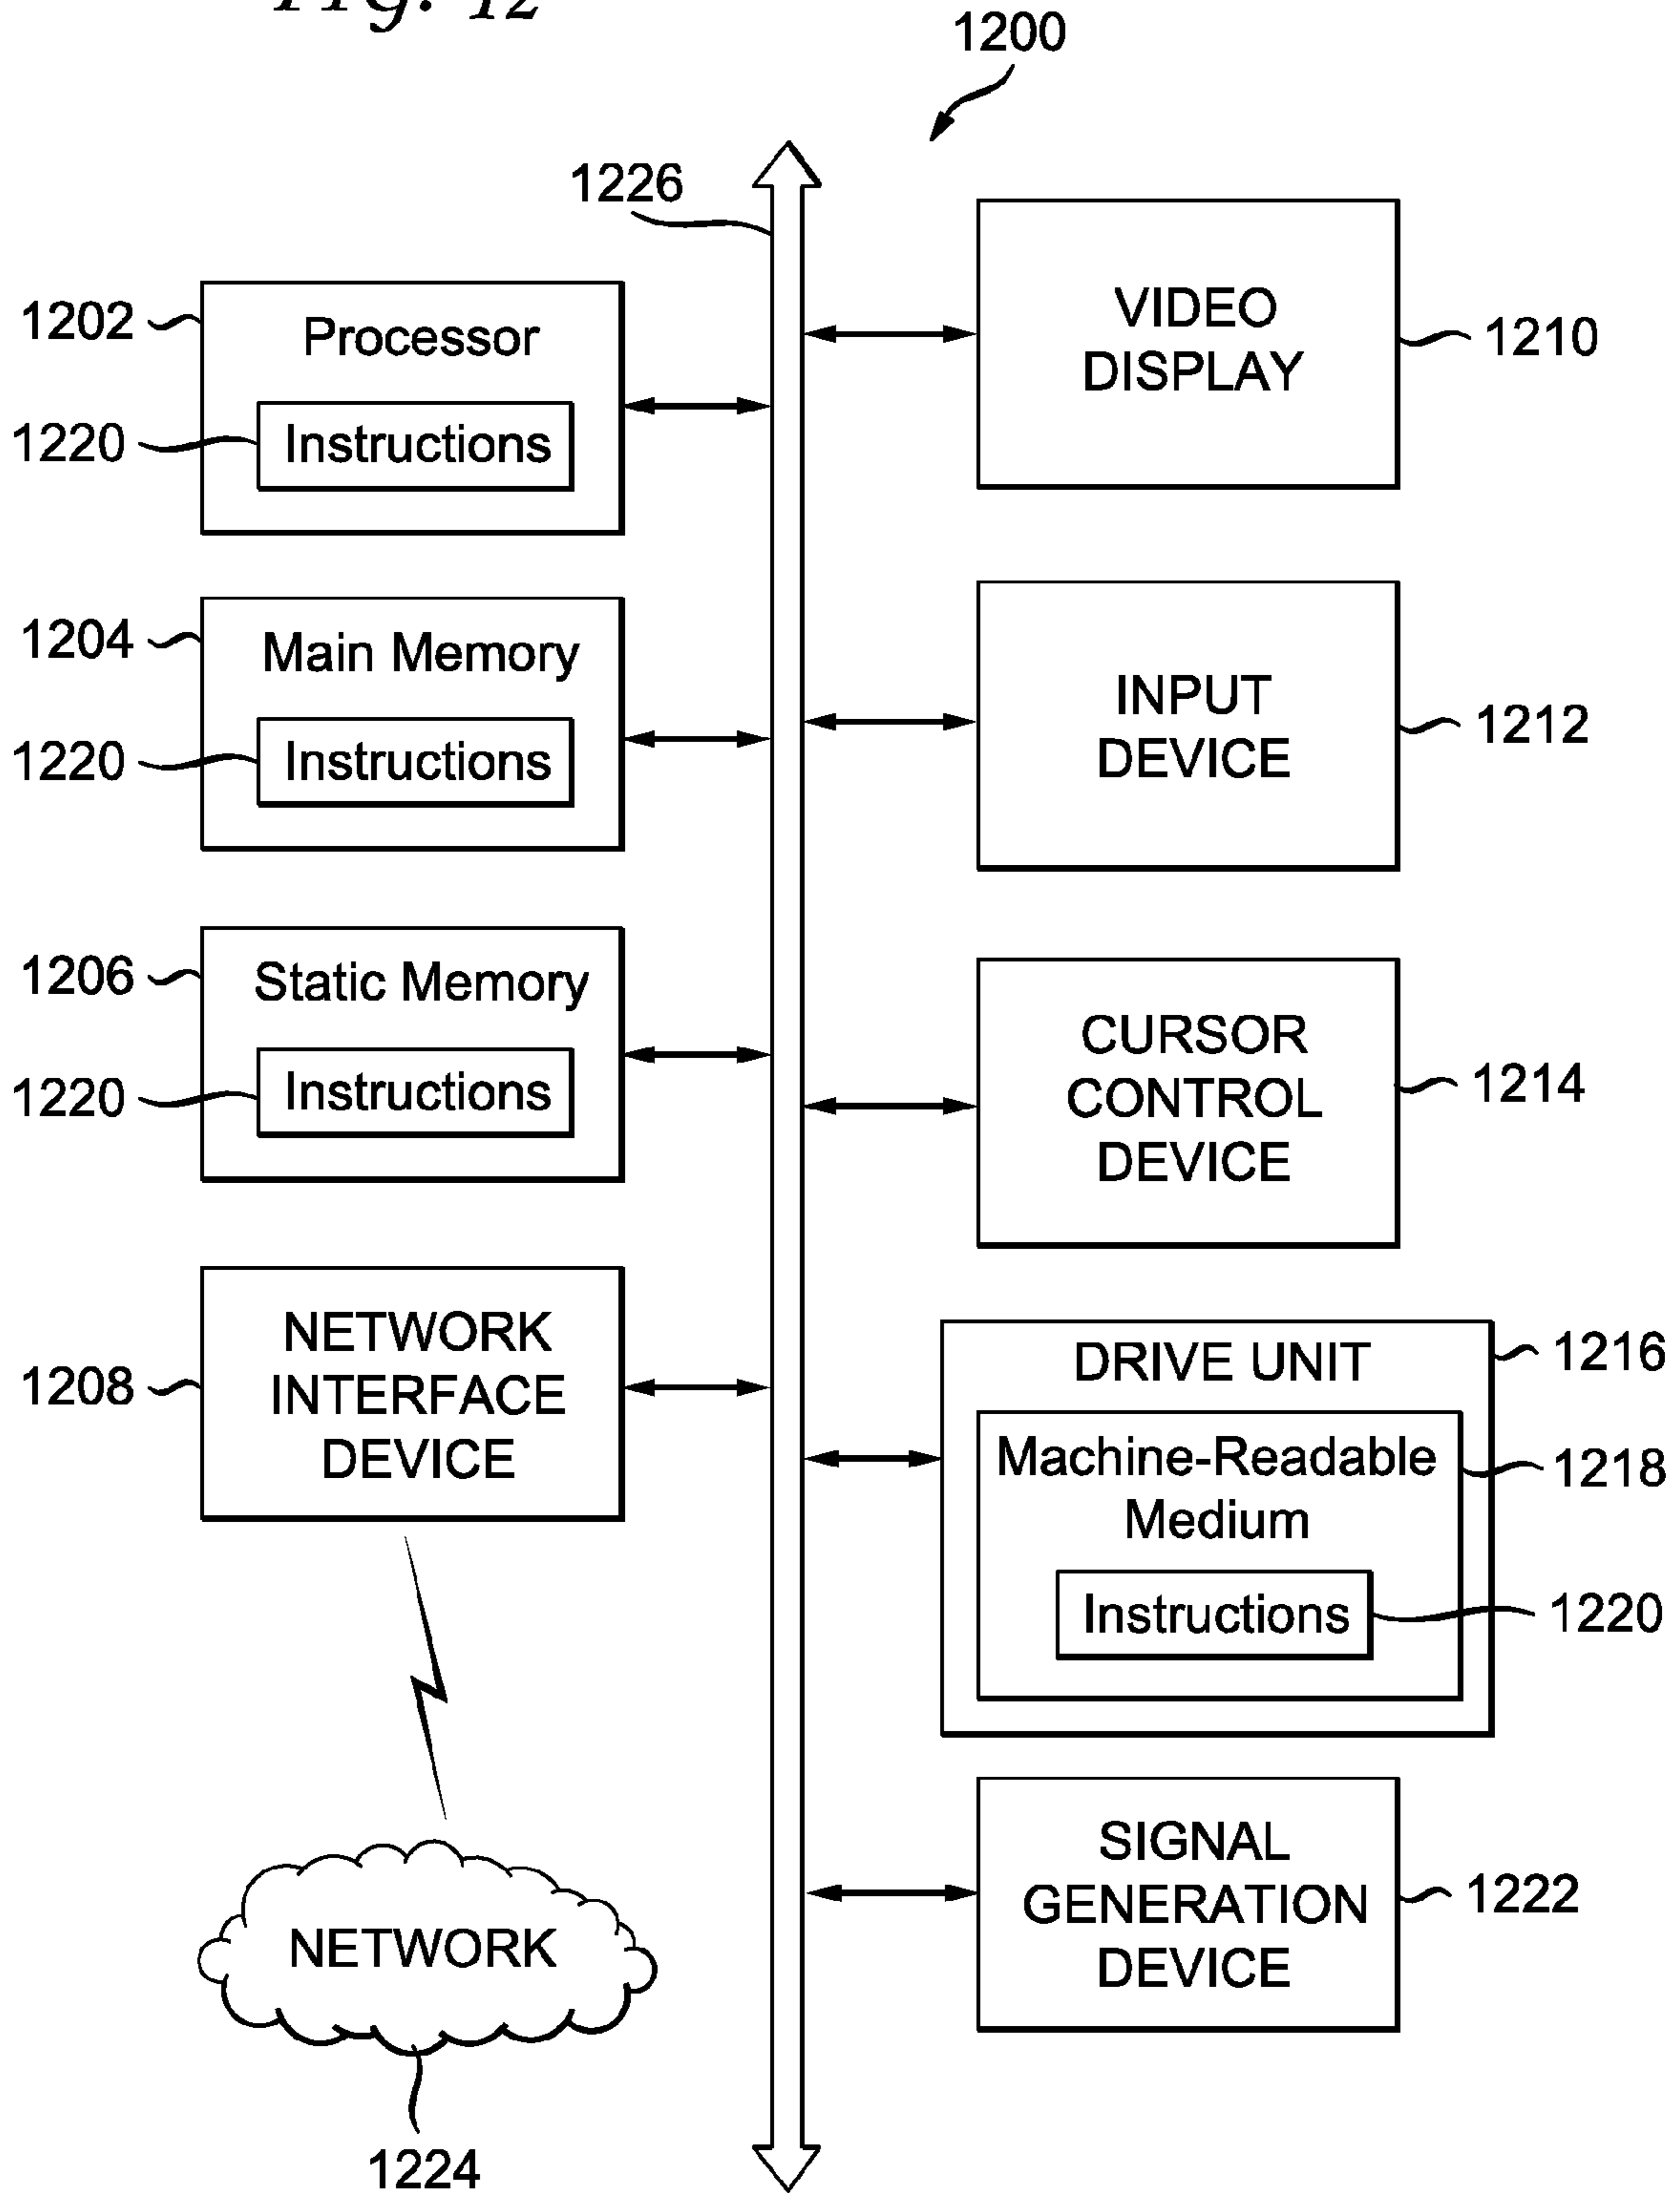 Fig. 12
1200
1226
1202
Processor
1220
Instructions
VIDEO
DISPLAY
1210
1204
Main Memory
1220
Instructions
INPUT
DEVICE
1212
1206
Static Memory
1220
Instructions
CURSOR
CONTROL
DEVICE
1214
1208
NETWORK
INTERFACE
DEVICE
DRIVE UNIT
1216
Machine-Readable
Medium
1218
Instructions
1220
NETWORK
1224
SIGNAL
GENERATION
DEVICE
1222